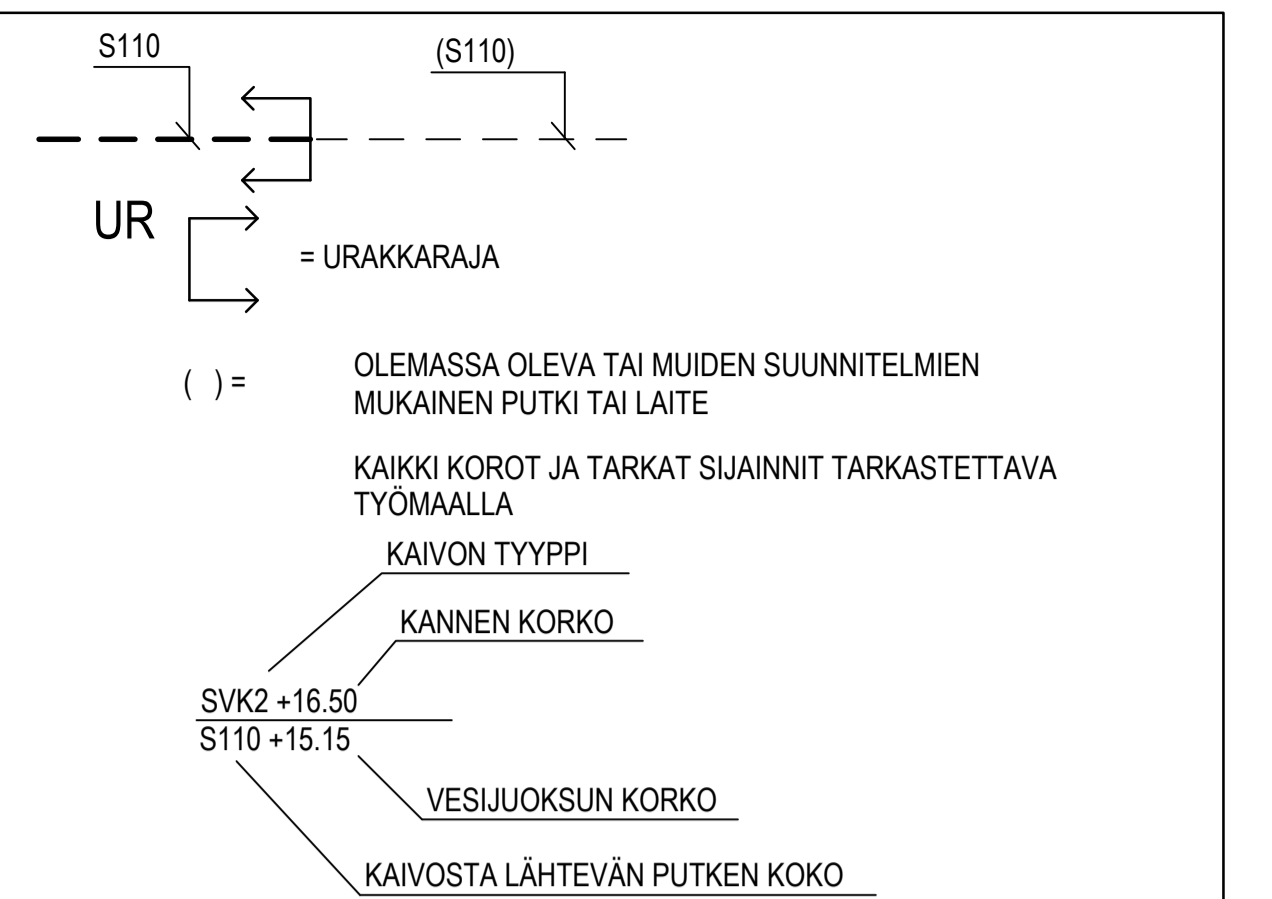 S110
(S110)
UR
= URAKKARAJA
( ) =
OLEMASSA OLEVA TAI MUIDEN SUUNNITELMIEN
MUKAINEN PUTKI TAI LAITE
KAIKKI KOROT JA TARKAT SIJAINNIT TARKASTETTAVA
TYÖMAALLA
KAIVON TYYPPI
KANNEN KORKO
SVK2 +16.50
S110 +15.15
VESIJUOKSUN KORKO
KAIVOSTA LÄHTEVÄN PUTKEN KOKO